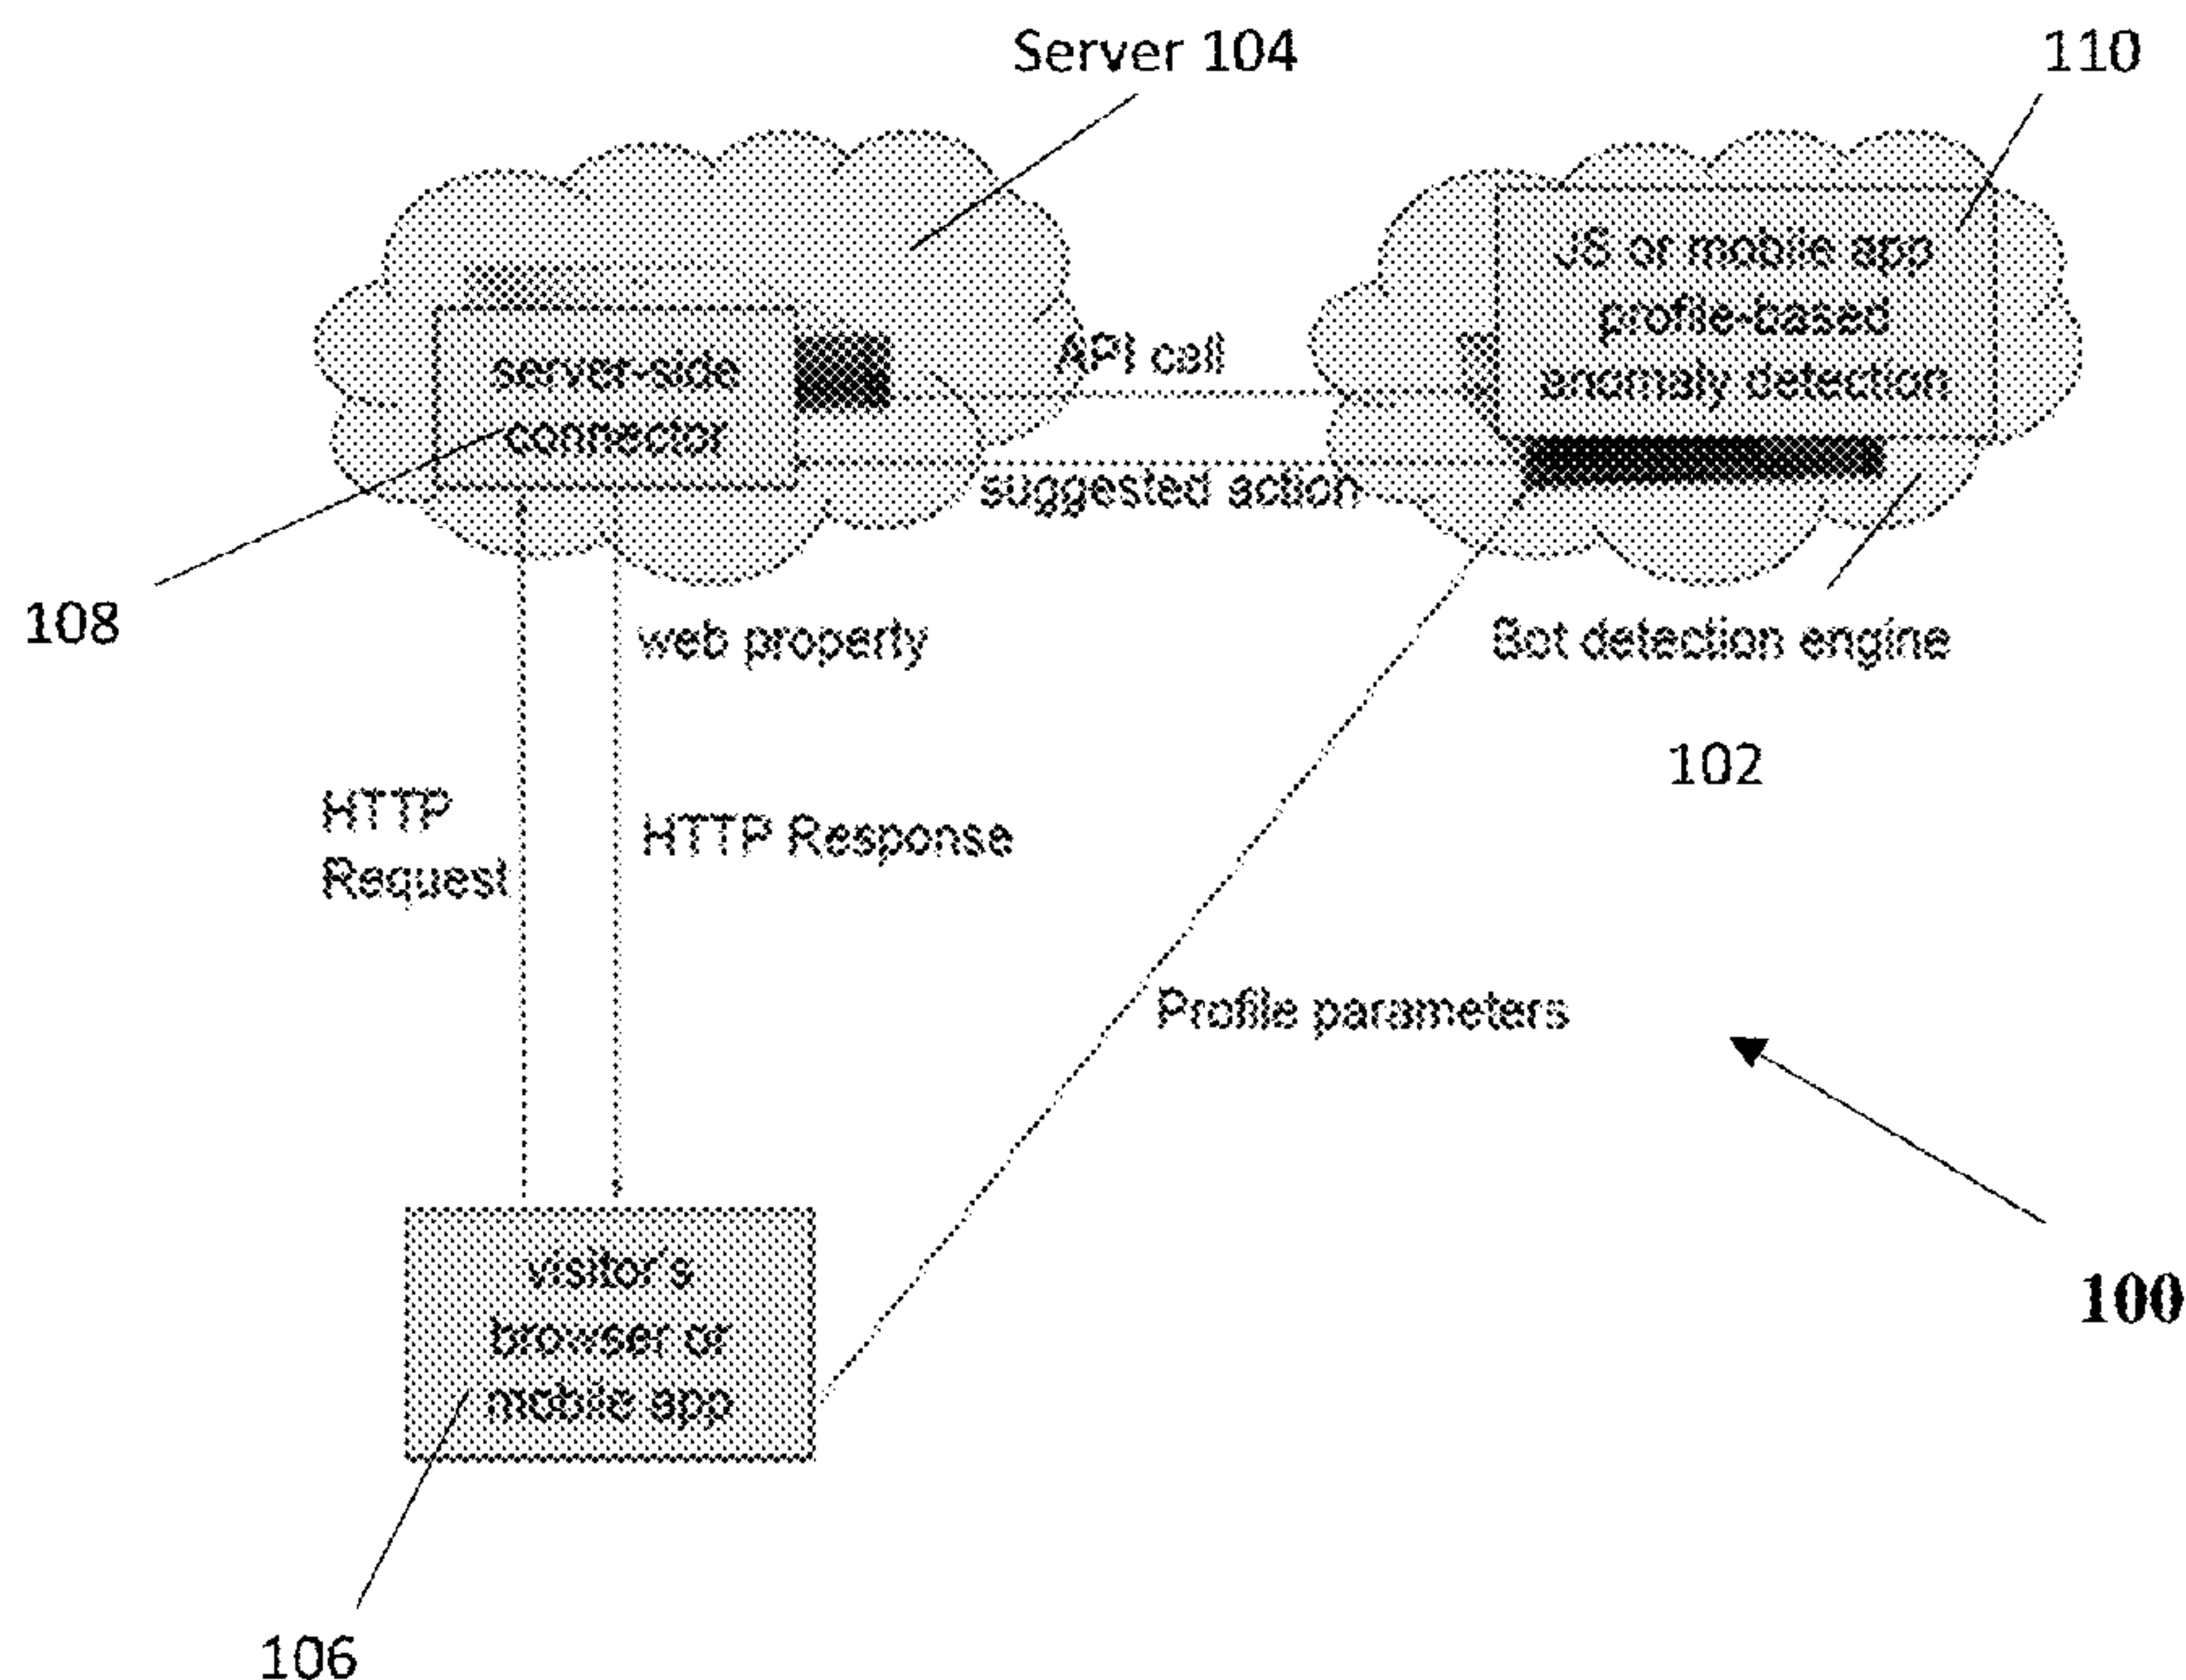 Server 104
110
JS or mobile app
profile-based
anomaly detection
API call
server-side
connector
suggested action
108
web property
Bot detection engine
102
HTTP
Request
HTTP Response
Profile parameters
visitor's
browser or
mobile app
100
106